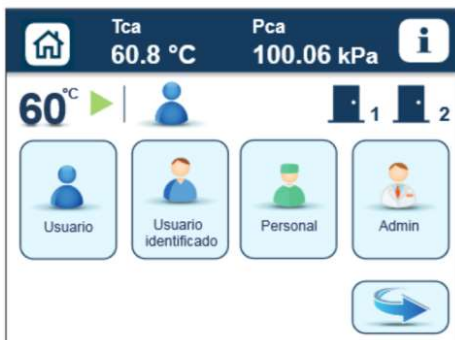 Tca Pca
60.8 °C 100.06 kPa i
60°C 1 2
Usuario Usuario identificado Personal Admin